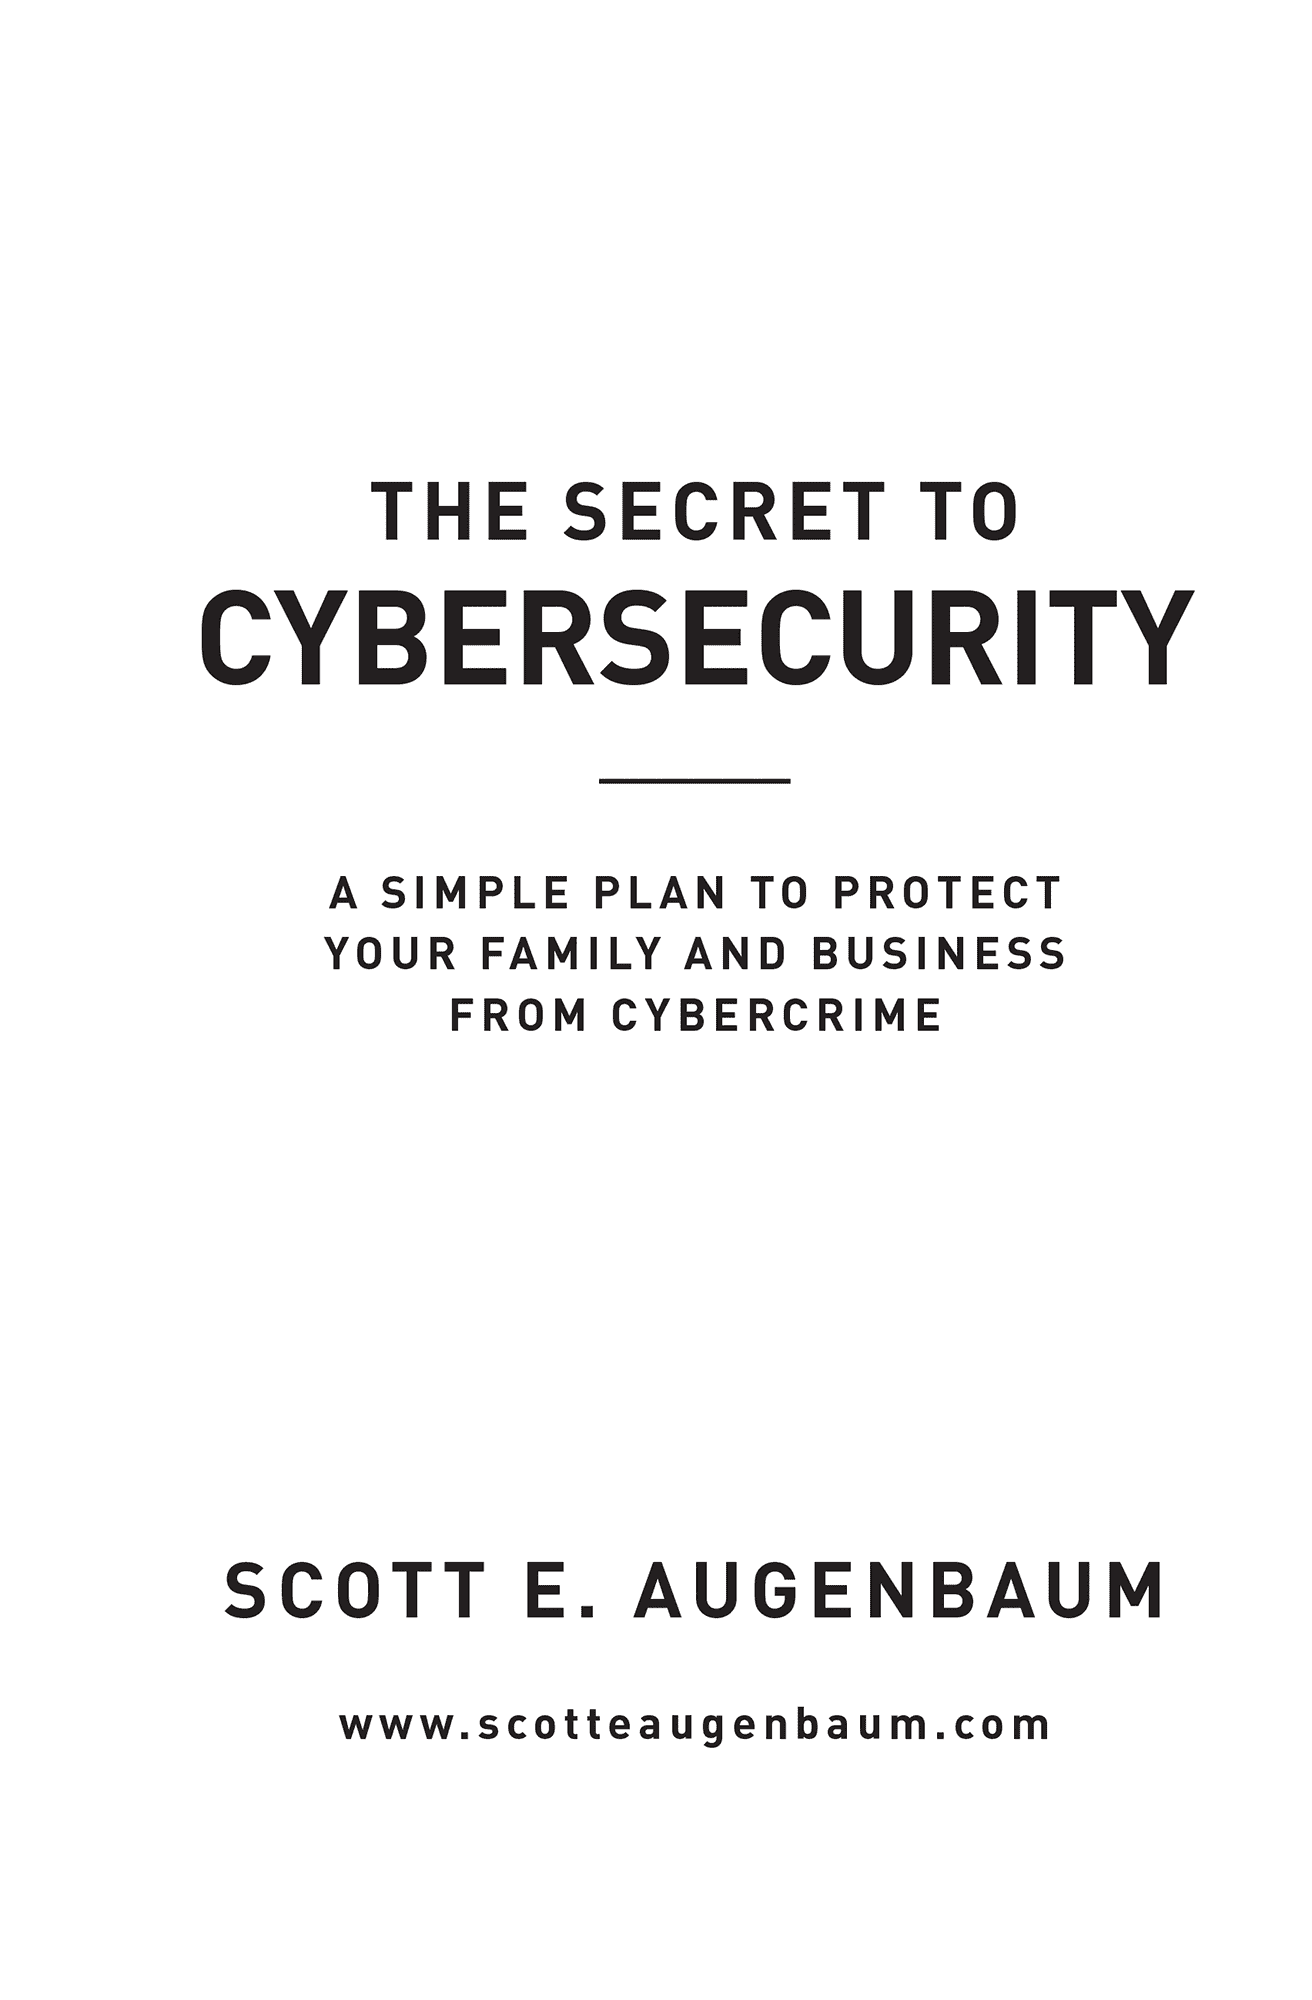 THE SECRET TO
CYBERSECURITY
A SIMPLE PLAN TO PROTECT
YOUR FAMILY AND BUSINESS
FROM CYBERCRIME
SCOTT E. AUGENBAUM
www.scotteaugenbaum.com